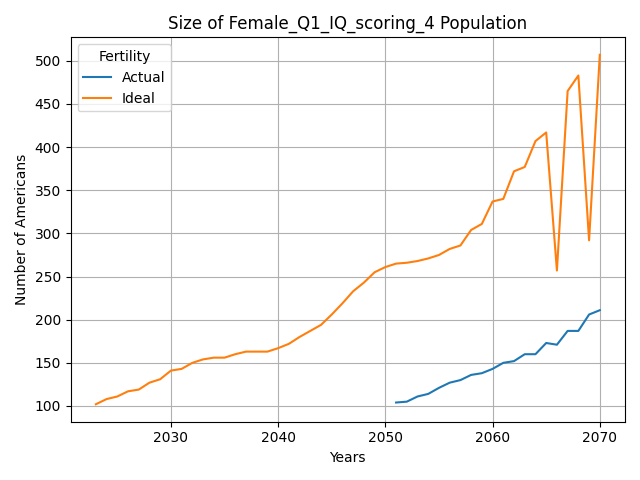 Size of Female_Q1_IQ_scoring_4 Population
Fertility
Actual
Ideal
Number of Americans
500
450
400
350
300
250
200
150
100
2030 2040 2050 2060 2070
Years